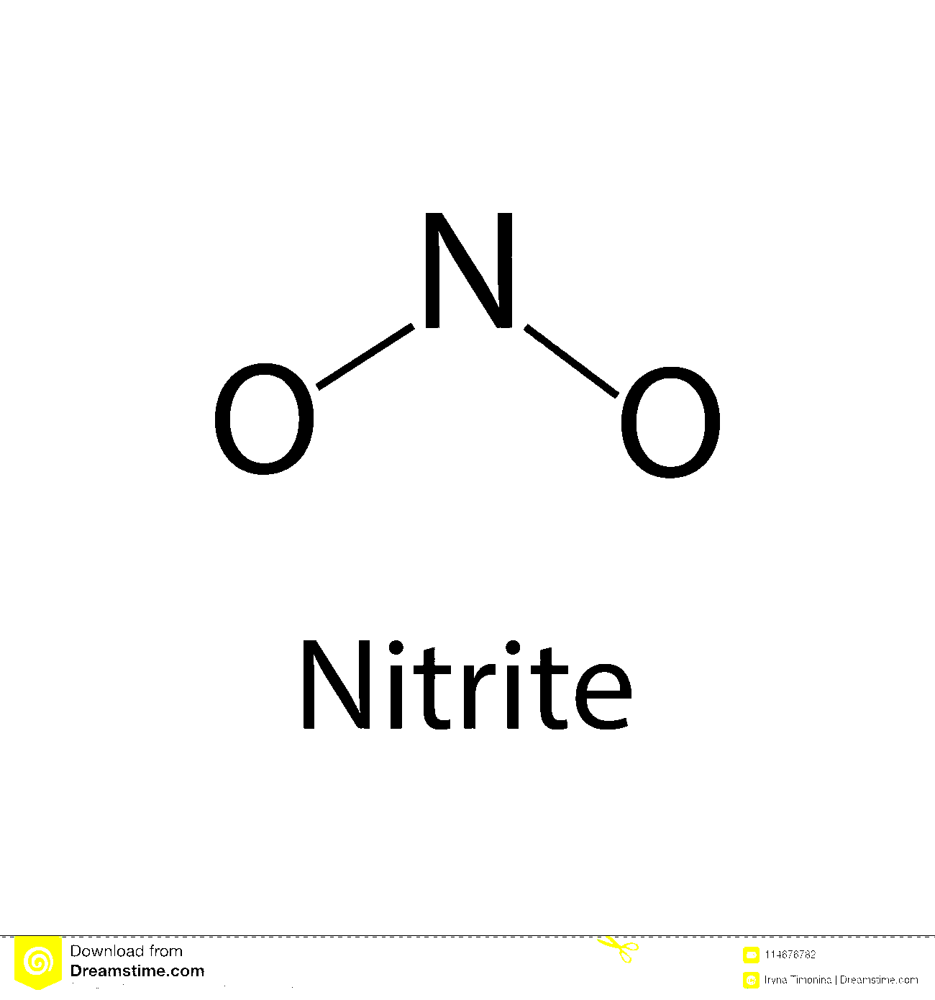 N
O O
Nitrite
Download from
Dreamstime.com
114676782
Iryna Timonina | Dreamstime.com